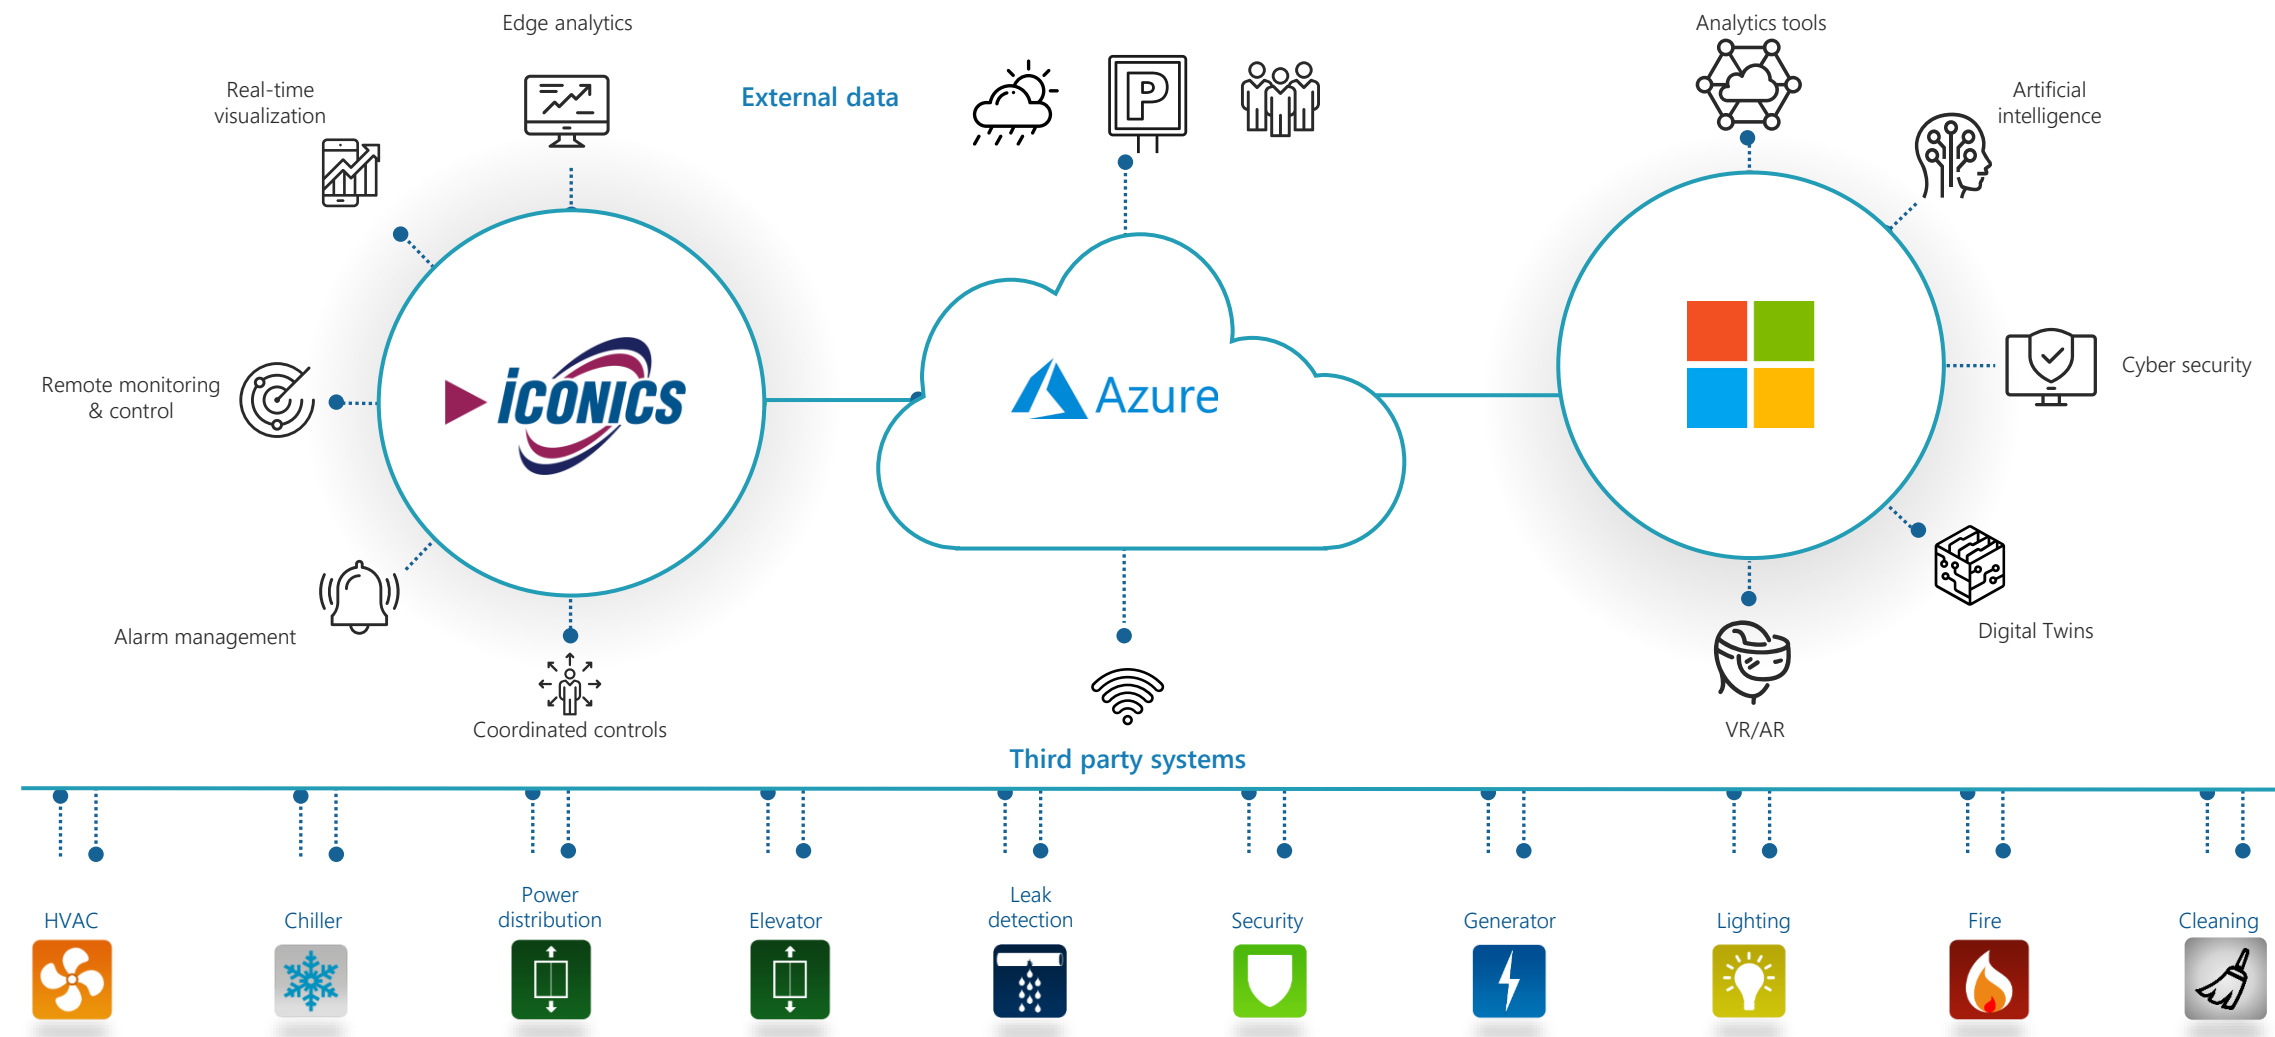 Edge analytics
Analytics tools
Real-time
visualization
External data
P
Artificial
intelligence
ICONICS
Azure
Cyber security
Remote monitoring
& control
Alarm management
Digital Twins
Coordinated controls
VR/AR
Third party systems
HVAC
Chiller
Power
distribution
Elevator
Leak
detection
Security
Generator
Lighting
Fire
Cleaning